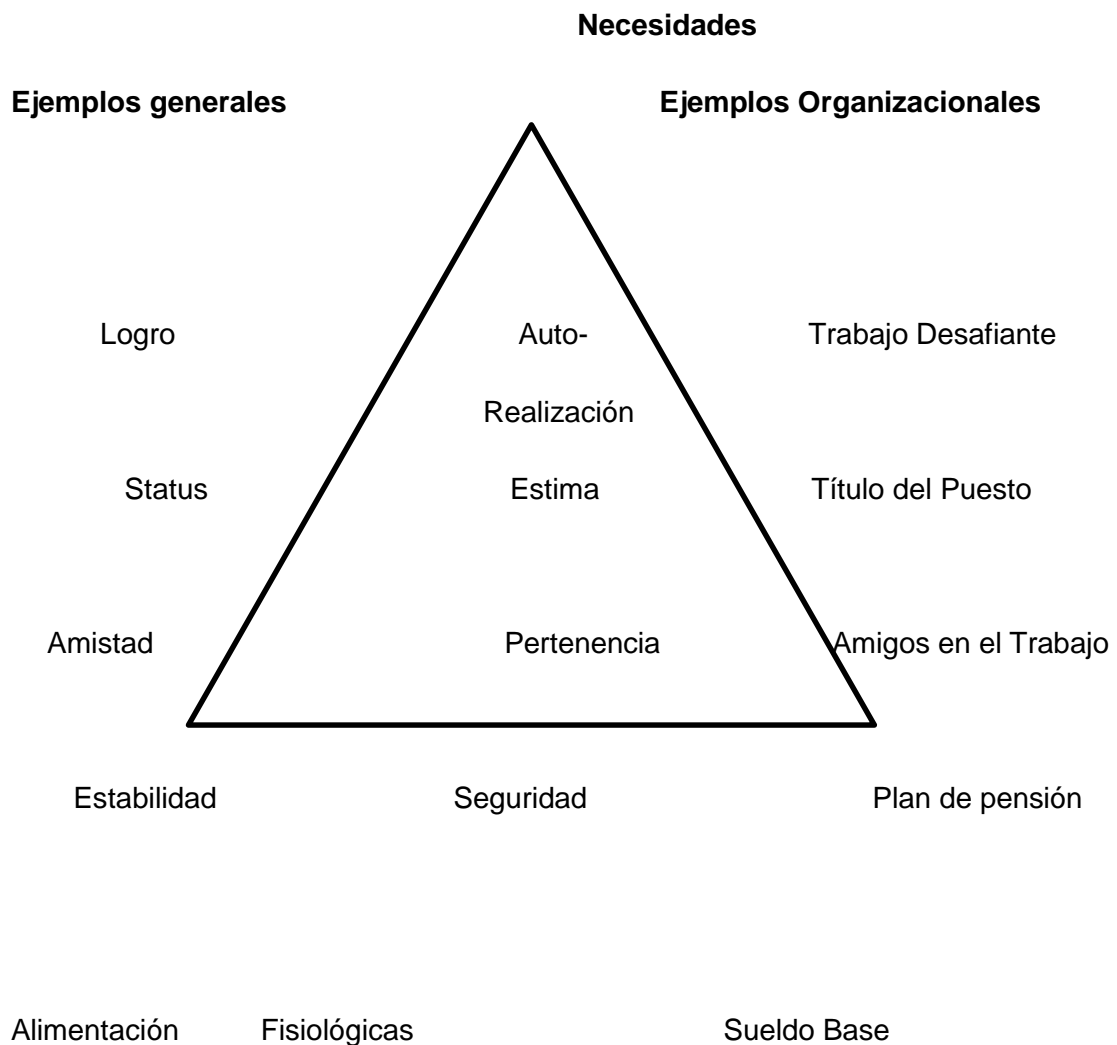 Necesidades
Ejemplos generales Ejemplos Organizacionales
Logro Auto- Trabajo Desafiante
Realización
Status Estima Título del Puesto
Amistad Pertenencia Amigos en el Trabajo
Estabilidad Seguridad Plan de pensión
Alimentación Fisiológicas Sueldo Base